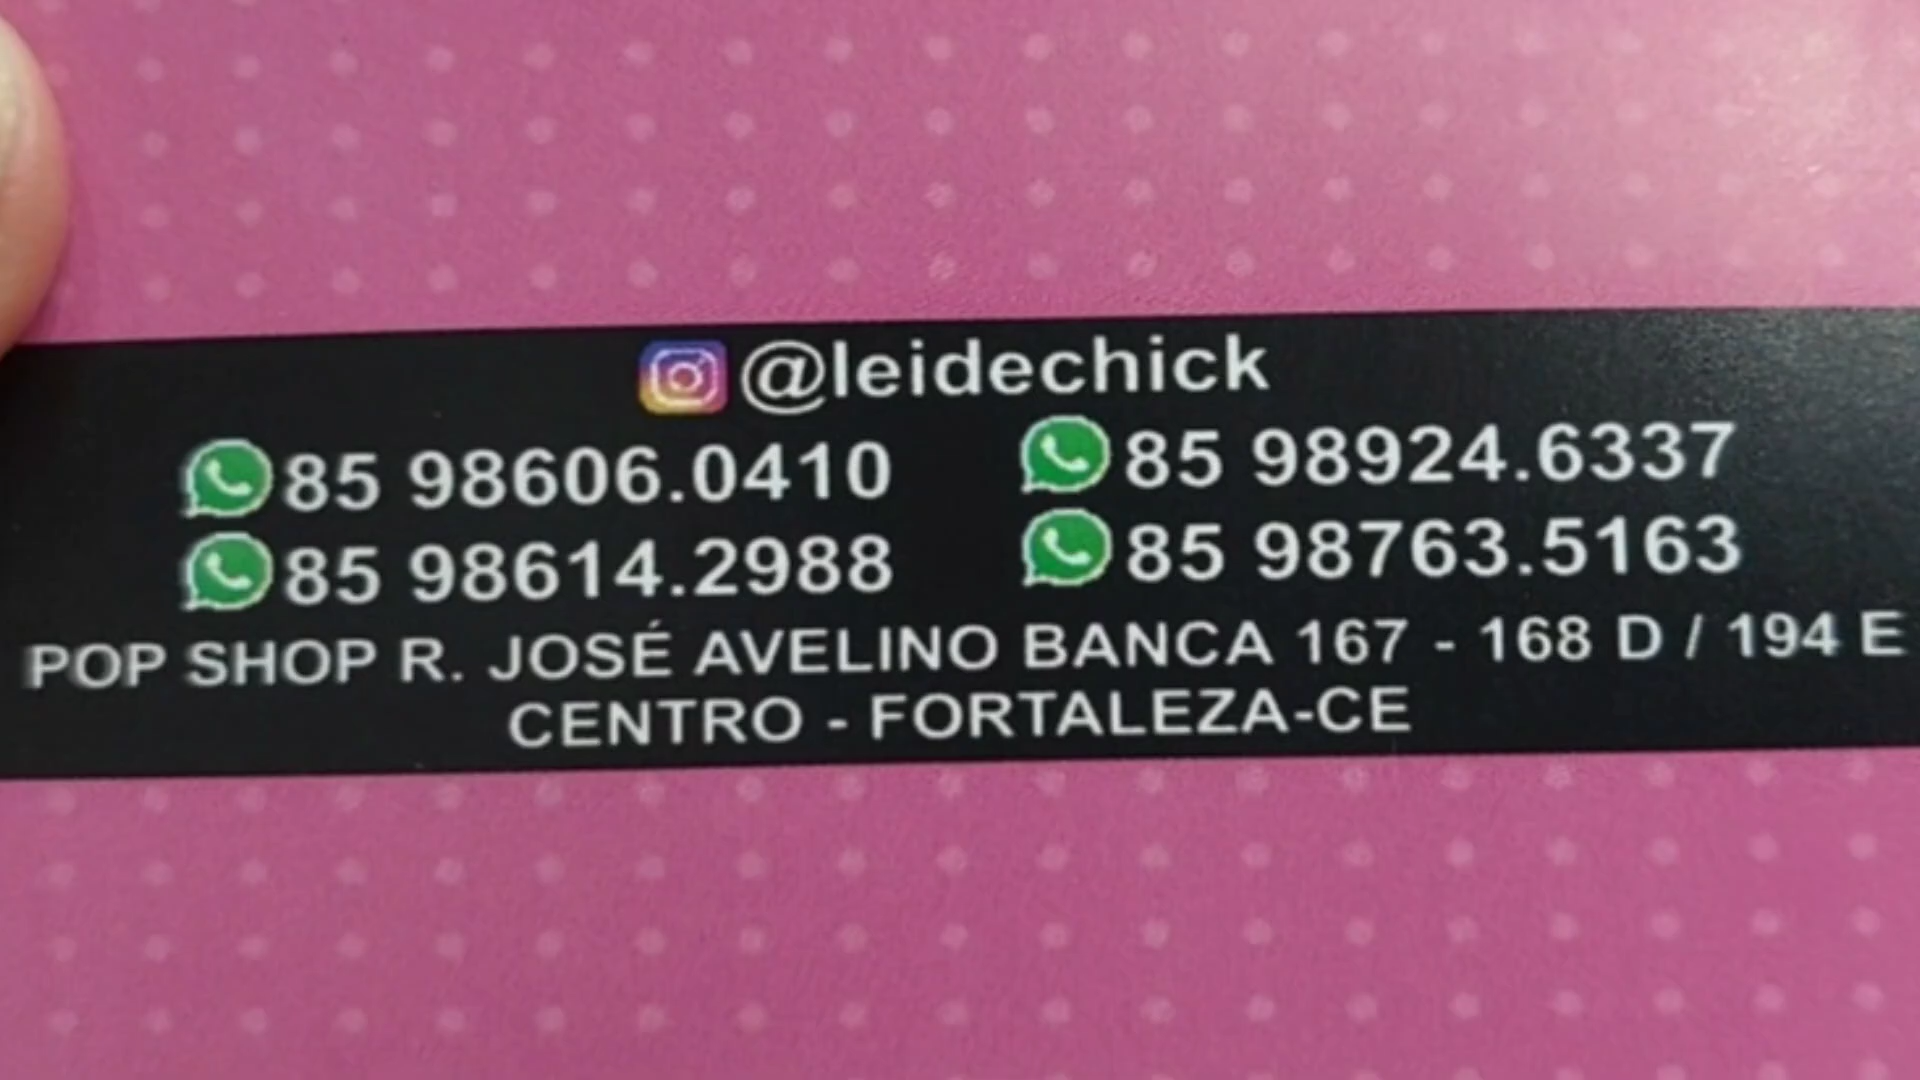 @leidechick
85 98606.0410 85 98924.6337
85 98614.2988 85 98763.5163
POP SHOP R. JOSÉ AVELINO BANCA 167 - 168 D / 194 E
CENTRO - FORTALEZA-CE